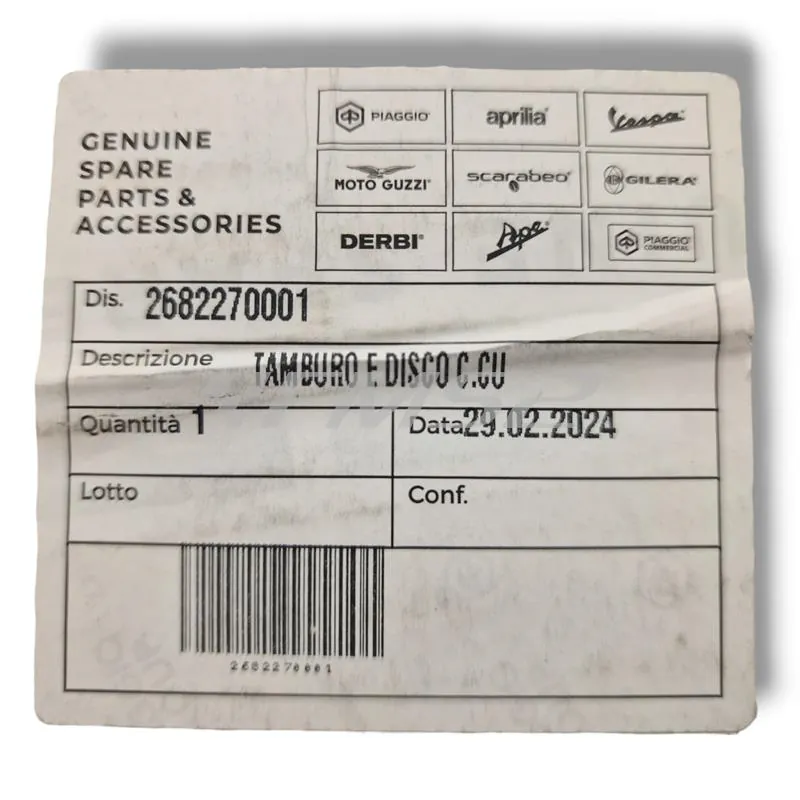 GENUINE
SPARE
PARTS &
ACCESSORIES
PIAGGIO®
aprilia®
Vespa®
MOTO GUZZI®
scarabeo®
GILERA®
DERBI®
Ape®
PIAGGIO®
COMMERCIAL
Dis. 2682270001
Descrizione TAMBURO E DISCO C.CU
Quantità 1
Data 29.02.2024
Lotto
Conf.
2682270001